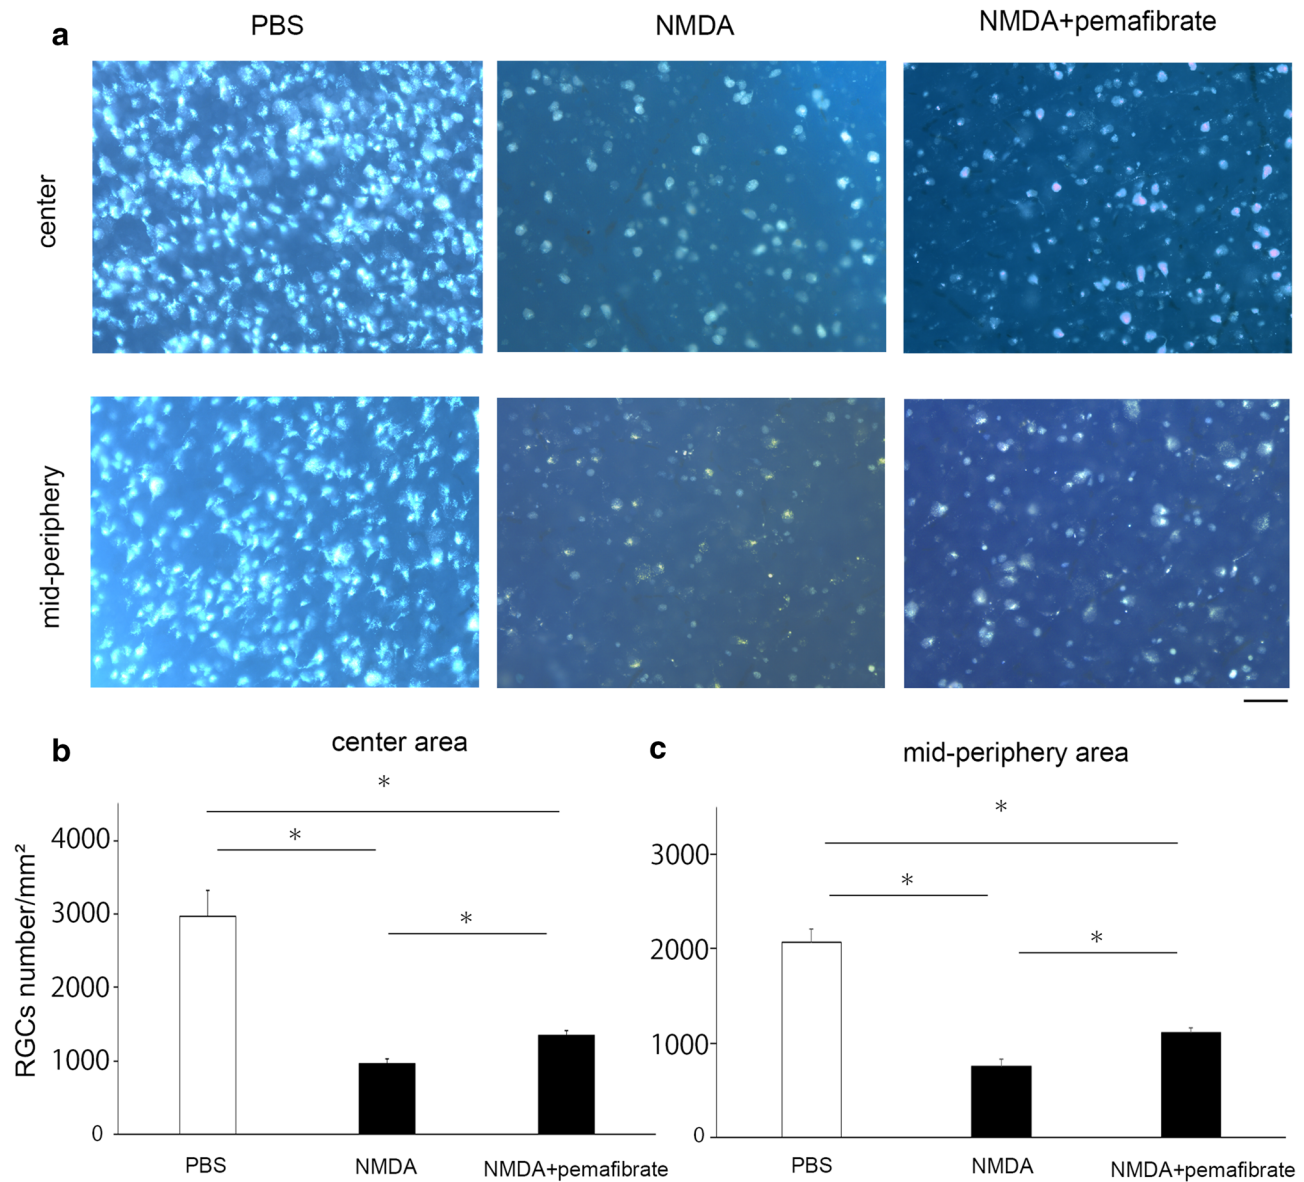 a
PBS
NMDA
NMDA+pemafibrate
center
mid-periphery
b
center area
*
*
*
RGCs number/mm²
4000
3000
2000
1000
0
PBS
NMDA
NMDA+pemafibrate
c
mid-periphery area
*
*
*
3000
2000
1000
0
PBS
NMDA
NMDA+pemafibrate